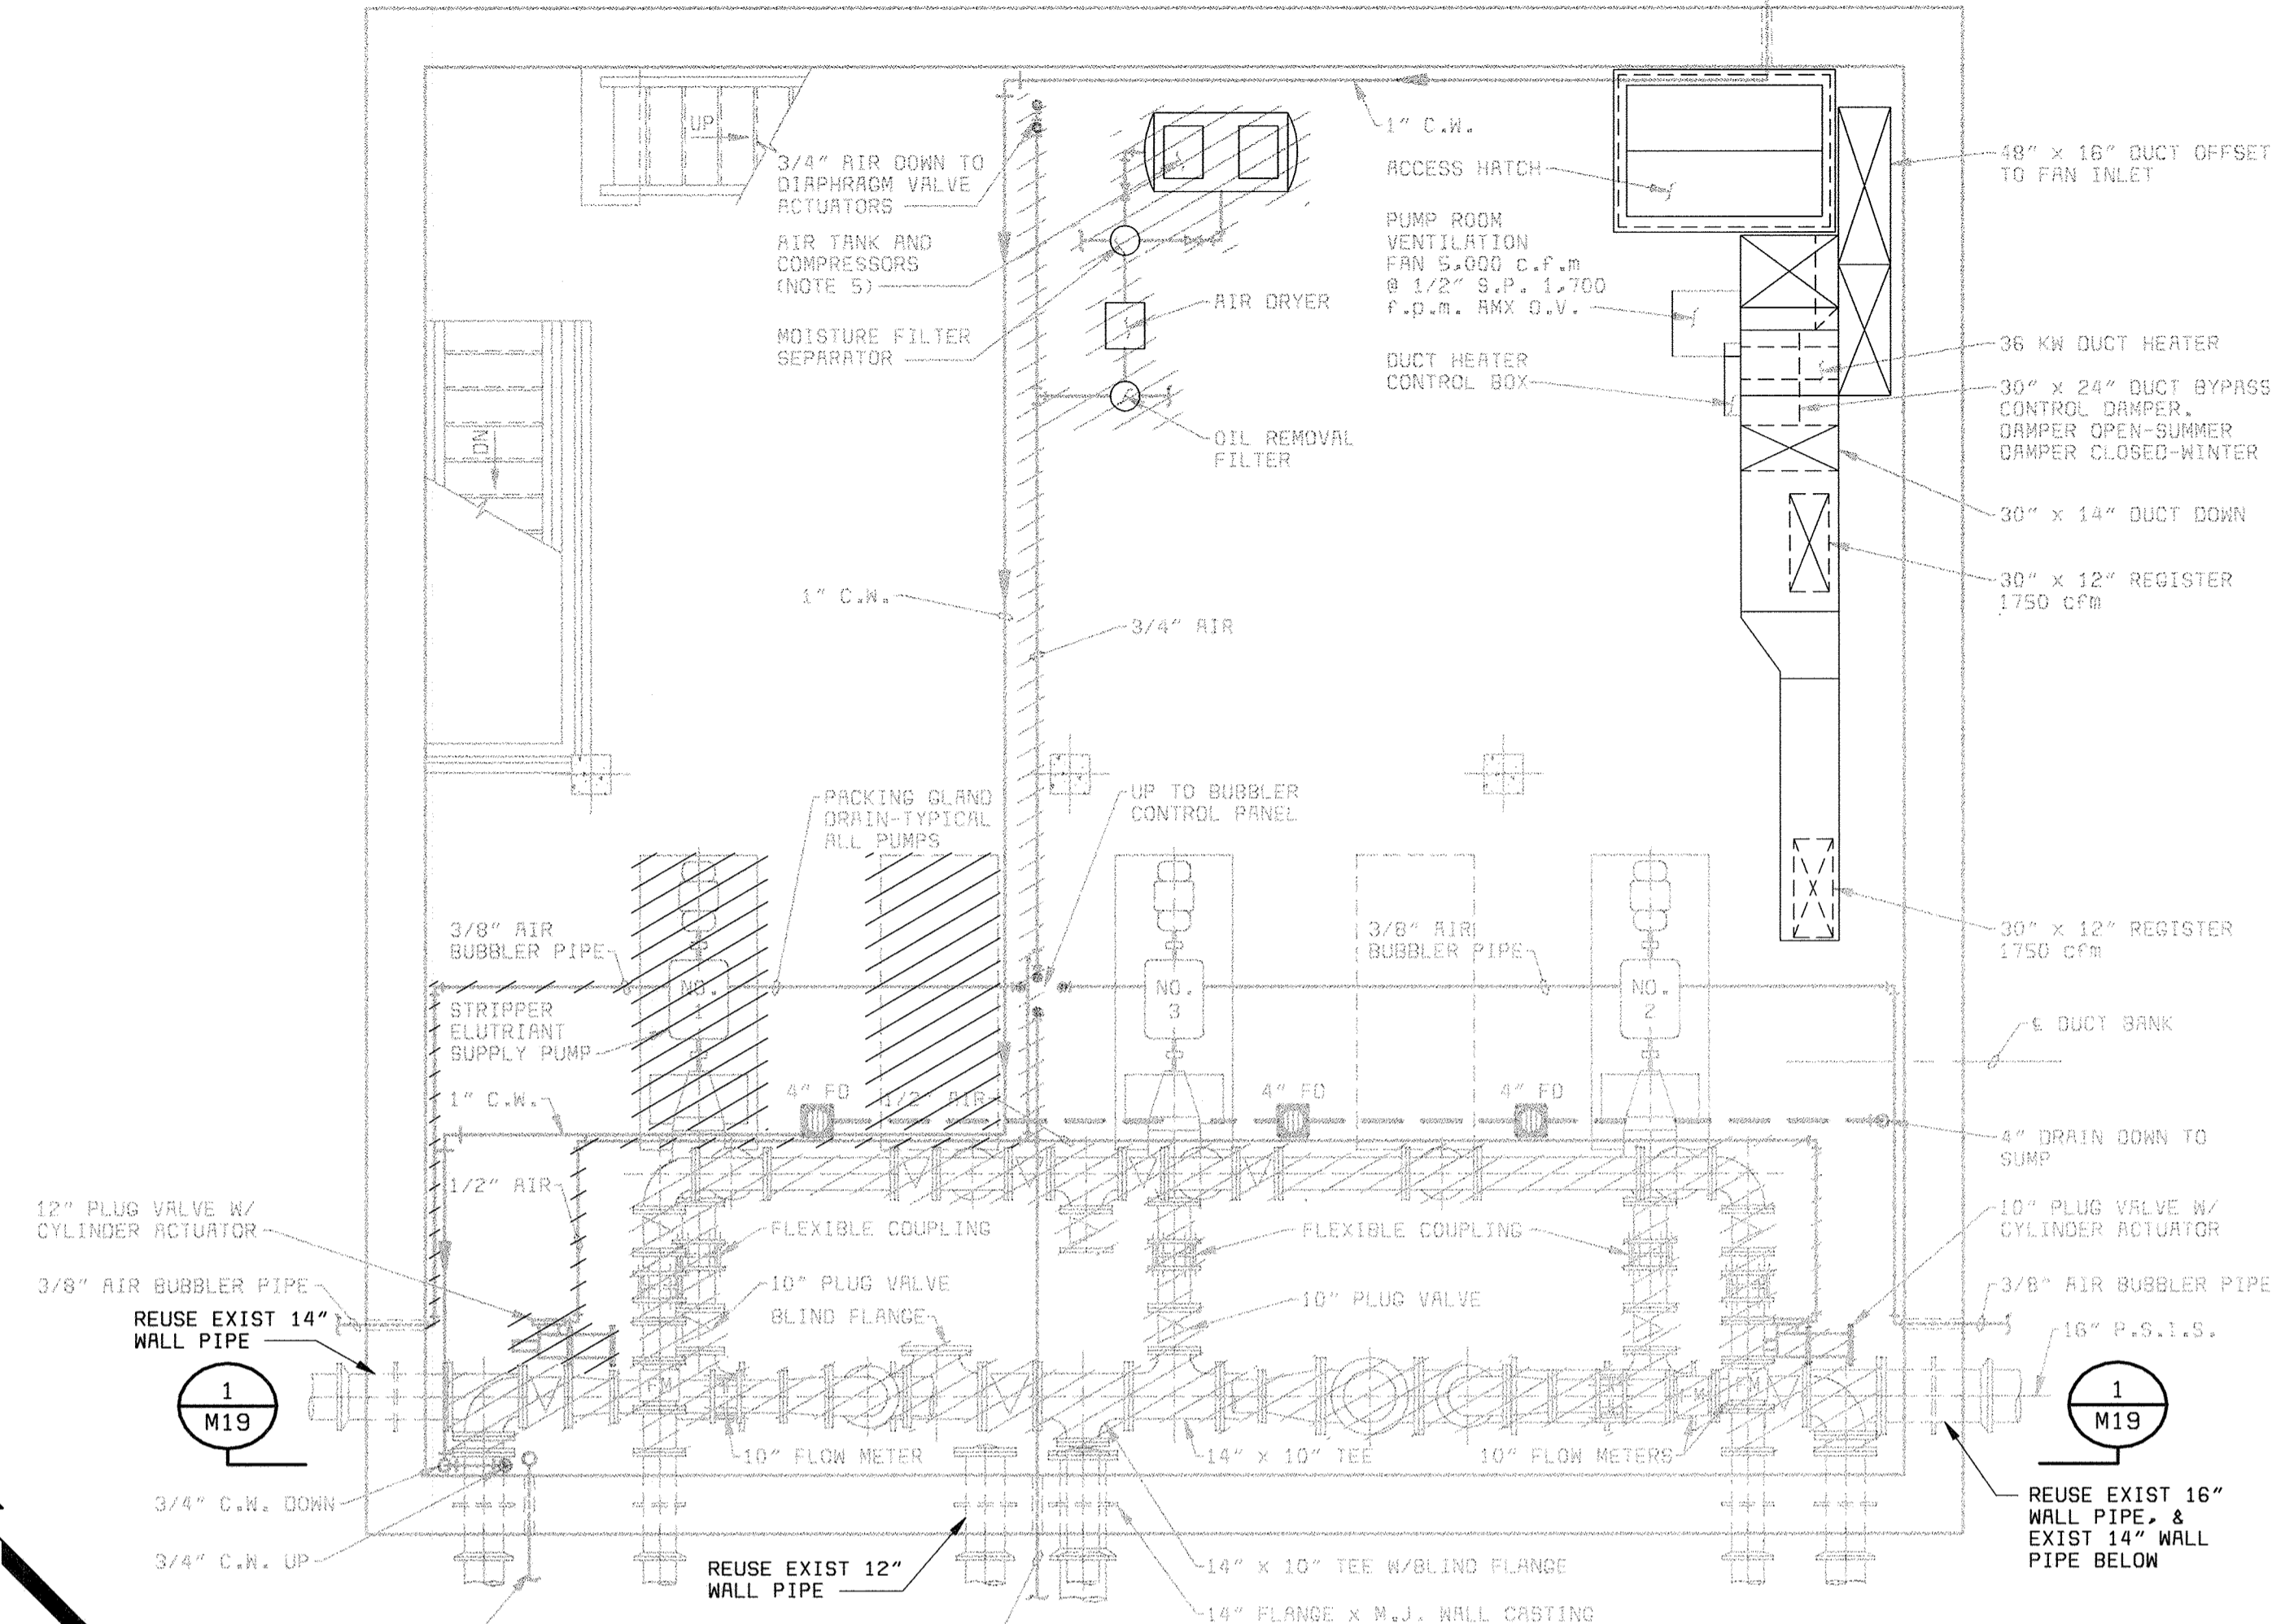 UP
3/4" AIR DOWN TO
DIAPHRAGM VALVE
ACTUATORS
AIR TANK AND
COMPRESSORS
(NOTE 5)
MOISTURE FILTER
SEPARATOR
AIR DRYER
OIL REMOVAL
FILTER
1" C.W.
ACCESS HATCH
PUMP ROOM
VENTILATION
FAN 5,000 c.f.m
@ 1/2" S.P. 1,700
f.p.m. AMX O.V.
DUCT HEATER
CONTROL BOX
48" x 16" DUCT OFFSET
TO FAN INLET
36 KW DUCT HEATER
30" x 24" DUCT BYPASS
CONTROL DAMPER.
DAMPER OPEN-SUMMER
DAMPER CLOSED-WINTER
30" x 14" DUCT DOWN
30" x 12" REGISTER
1750 cfm
DN
1" C.W.
3/4" AIR
PACKING GLAND
DRAIN-TYPICAL
ALL PUMPS
UP TO BUBBLER
CONTROL PANEL
3/8" AIR
BUBBLER PIPE
3/8" AIR
BUBBLER PIPE
30" x 12" REGISTER
1750 cfm
NO.
1
NO.
3
NO.
2
STRIPPER
ELUTRIANT
SUPPLY PUMP
℄ DUCT BANK
1" C.W.
4" FD
1/2" AIR
4" FD
4" FD
4" DRAIN DOWN TO
SUMP
1/2" AIR
12" PLUG VALVE W/
CYLINDER ACTUATOR
FLEXIBLE COUPLING
FLEXIBLE COUPLING
10" PLUG VALVE W/
CYLINDER ACTUATOR
3/8" AIR BUBBLER PIPE
10" PLUG VALVE
BLIND FLANGE
10" PLUG VALVE
3/8" AIR BUBBLER PIPE
REUSE EXIST 14"
WALL PIPE
16" P.S.I.S.
1
M19
FM
1
M19
10" FLOW METER
14" x 10" TEE
10" FLOW METERS
3/4" C.W. DOWN
3/4" C.W. UP
REUSE EXIST 12"
WALL PIPE
14" x 10" TEE W/BLIND FLANGE
14" FLANGE x M.J. WALL CASTING
REUSE EXIST 16"
WALL PIPE, &
EXIST 14" WALL
PIPE BELOW